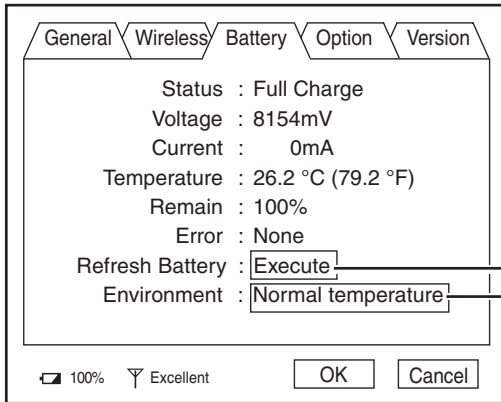 General Wireless Battery Option Version
Status : Full Charge
Voltage : 8154mV
Current : 0mA
Temperature : 26.2 °C (79.2 °F)
Remain : 100%
Error : None
Refresh Battery : Execute
Environment : Normal temperature
100% Excellent OK Cancel